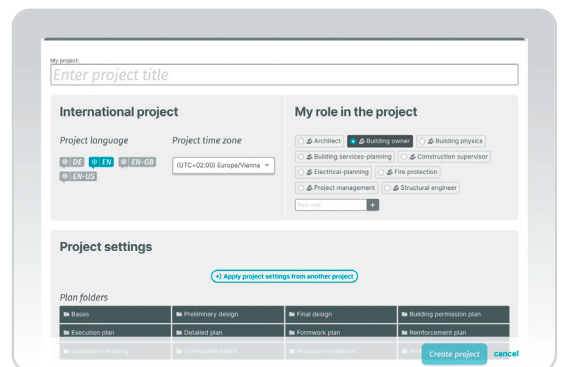 My project:
Enter project title
International project
My role in the project
Project language
Project time zone
DE EN EN-GB
EN-US
(UTC+02:00) Europe/Vienna
Architect Building owner Building physics
Building services-planning Construction supervisor
Electrical-planning Fire protection
Project management Structural engineer
New role +
Project settings
Apply project settings from another project
Plan folders
Bases Preliminary design Final design Building permission plan
Execution plan Detailed plan Formwork plan Reinforcement plan
Installation drawing
Create project cancel